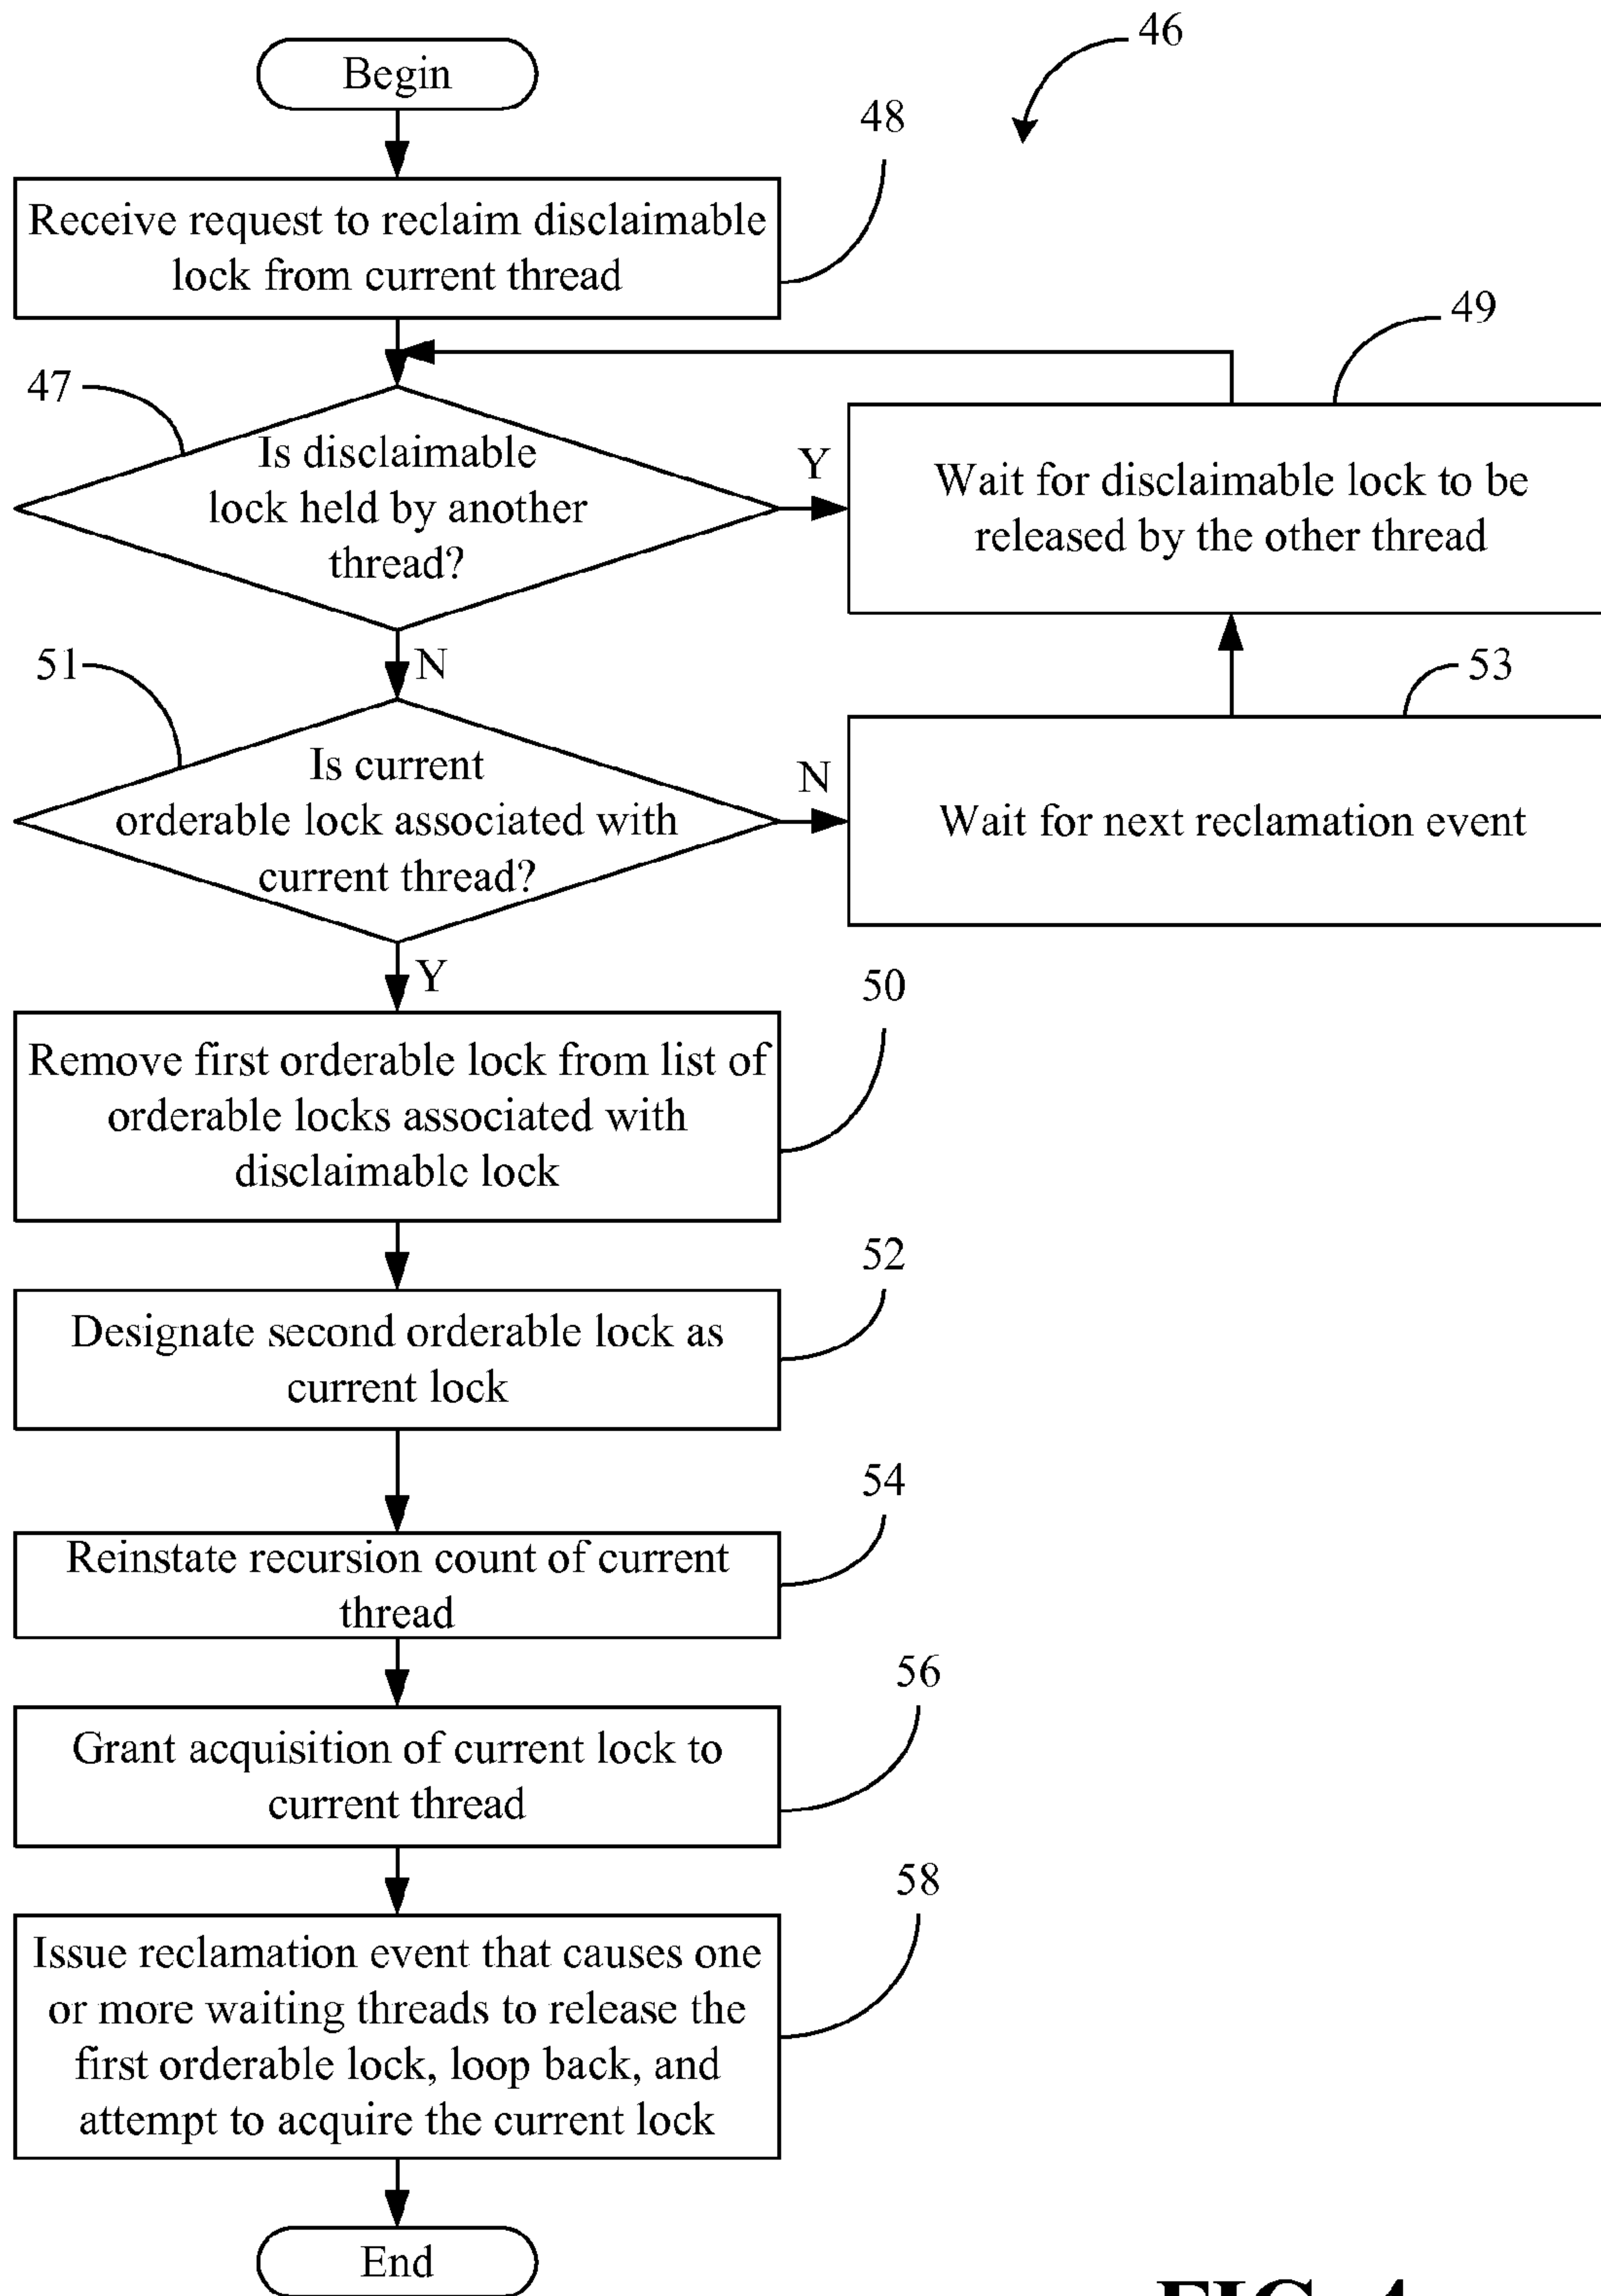 Begin
46
48
Receive request to reclaim disclaimable
lock from current thread
49
47
Is disclaimable
lock held by another
thread?
Y
Wait for disclaimable lock to be
released by the other thread
N
51
53
Is current
orderable lock associated with
current thread?
N
Wait for next reclamation event
Y
50
Remove first orderable lock from list of
orderable locks associated with
disclaimable lock
52
Designate second orderable lock as
current lock
54
Reinstate recursion count of current
thread
56
Grant acquisition of current lock to
current thread
58
Issue reclamation event that causes one
or more waiting threads to release the
first orderable lock, loop back, and
attempt to acquire the current lock
End